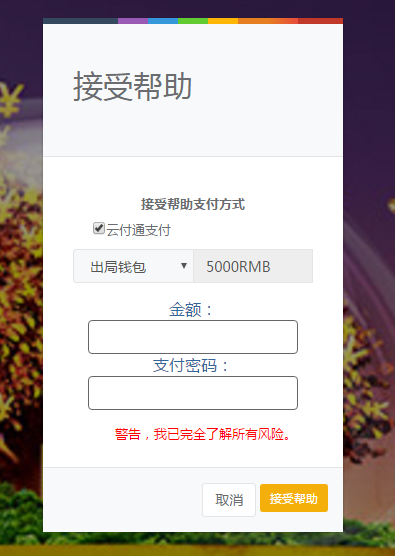 接受帮助
接受帮助支付方式
云付通支付
出局钱包 5000RMB
金额：
支付密码：
警告，我已完全了解所有风险。
取消 接受帮助